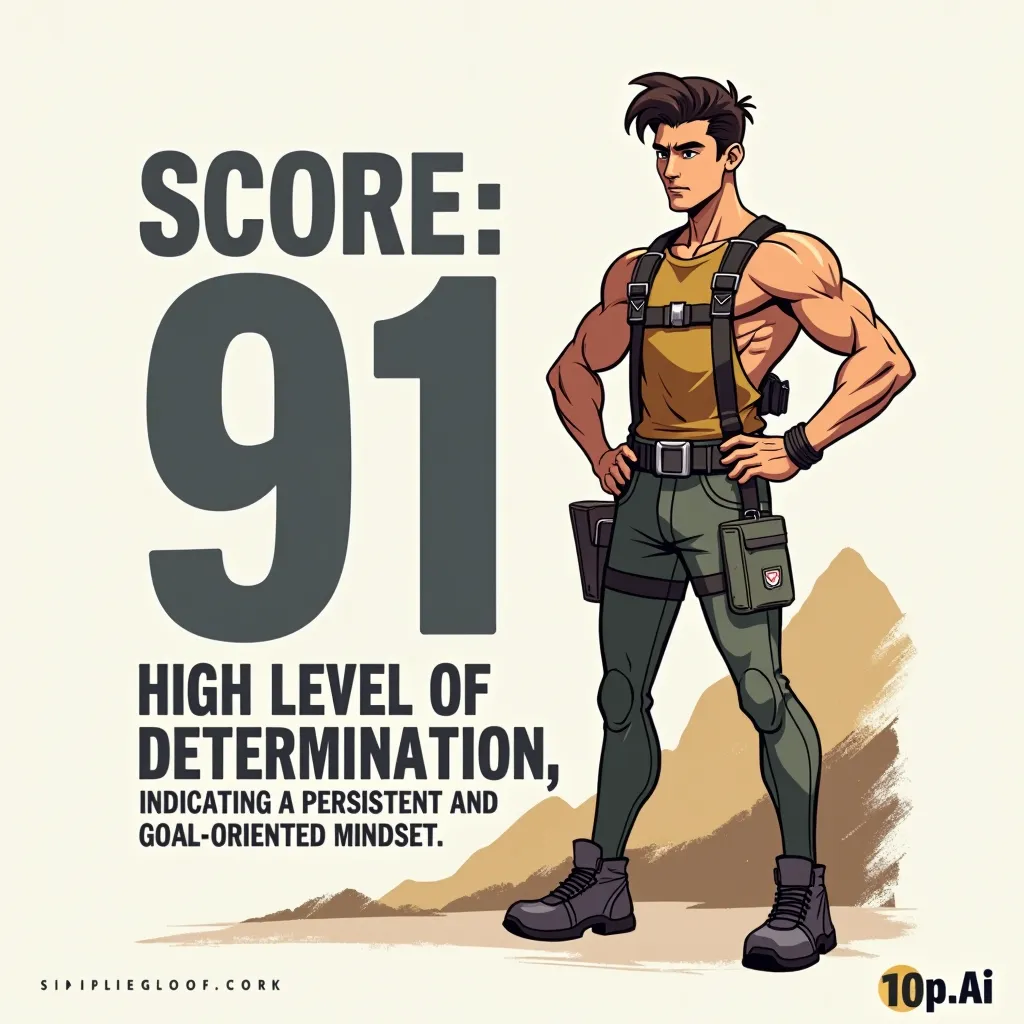 SCORE:
91
HIGH LEVEL OF
DETERMINATION,
INDICATING A PERSISTENT AND
GOAL-ORIENTED MINDSET.
10p.Ai